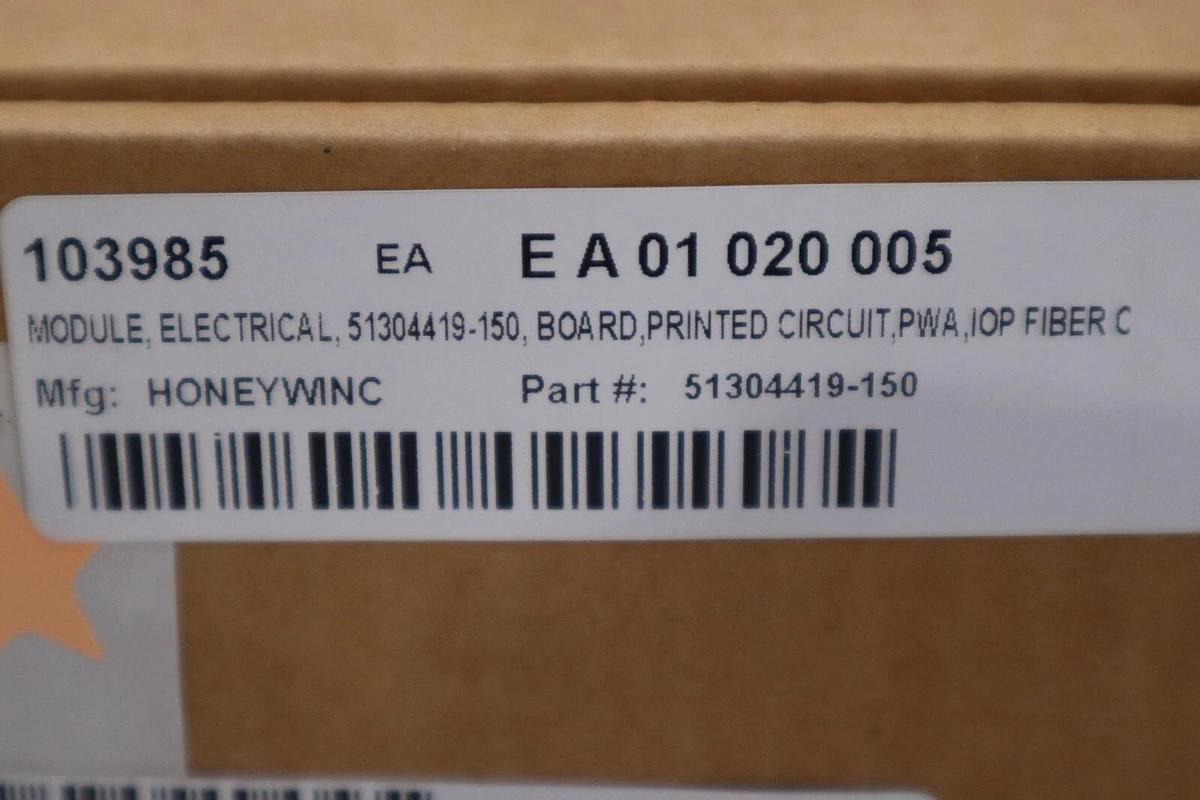 103985 EA E A 01 020 005
MODULE, ELECTRICAL, 51304419-150, BOARD,PRINTED CIRCUIT,PWA,IOP FIBER C
Mfg: HONEYWINC Part #: 51304419-150